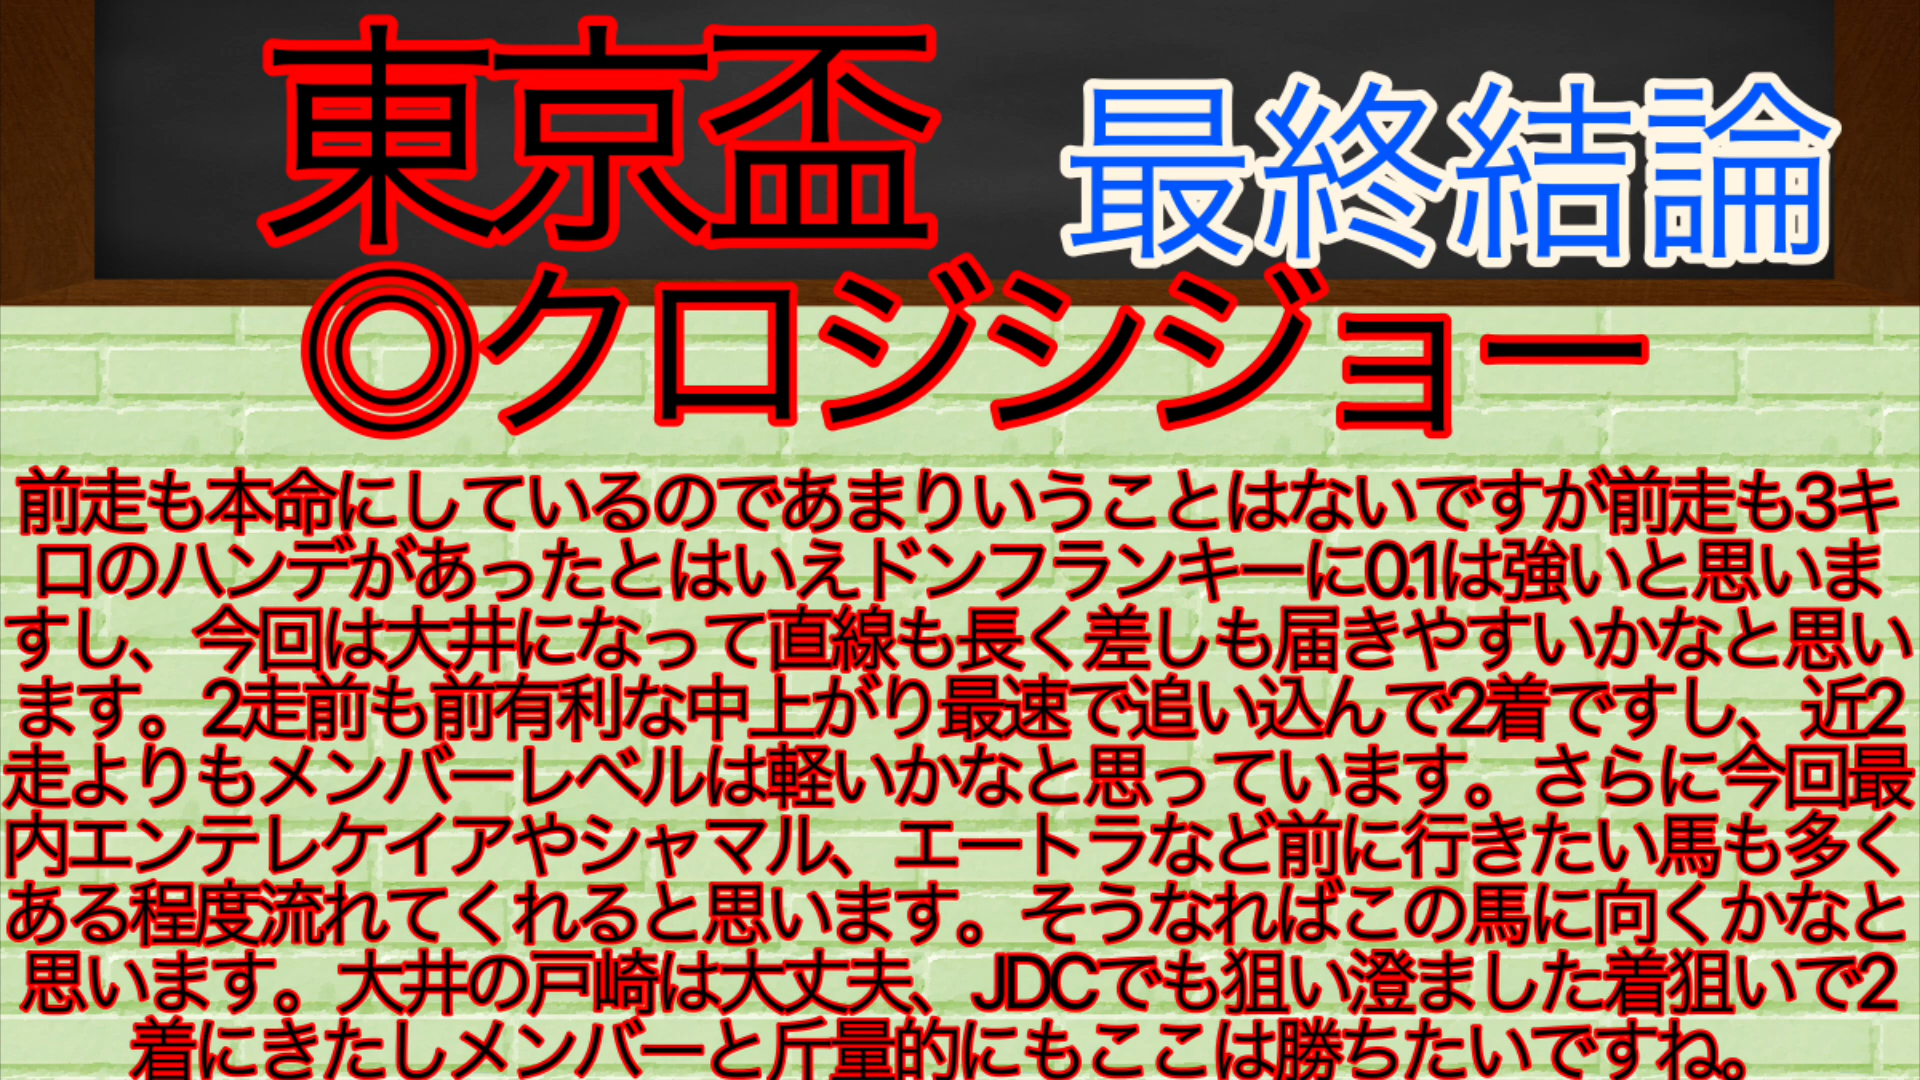 東京盃 最終結論
◎クロジシジョー
前走も本命にしているのであまりいうことはないですが前走も3キ
ロのハンデがあったとはいえドンフランキーに0.1は強いと思いま
すし、今回は大井になって直線も長く差しも届きやすいかなと思い
ます。2走前も前有利な中上がり最速で追い込んで2着ですし、近2
走よりもメンバーレベルは軽いかなと思っています。さらに今回最
内エンテレケイアやシャマル、エートラなど前に行きたい馬も多く
ある程度流れてくれると思います。そうなればこの馬に向くかなと
思います。大井の戸崎は大丈夫、JDCでも狙い澄ました着狙いで2
着にきたしメンバーと斤量的にもここは勝ちたいですね。